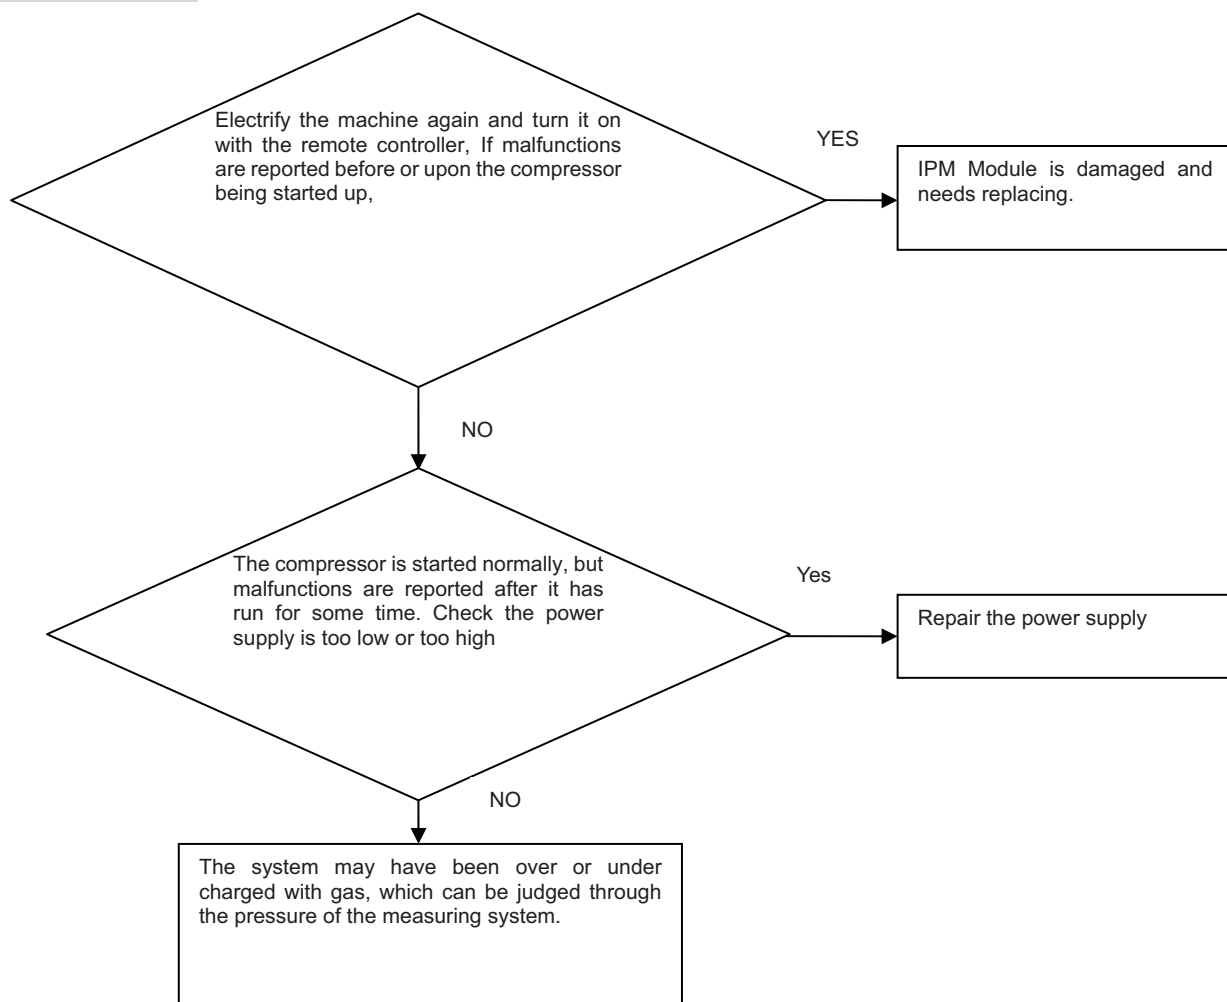 Electrify the machine again and turn it on
with the remote controller, If malfunctions
are reported before or upon the compressor
being started up,
YES
IPM Module is damaged and
needs replacing.
NO
The compressor is started normally, but
malfunctions are reported after it has
run for some time. Check the power
supply is too low or too high
Yes
Repair the power supply
NO
The system may have been over or under
charged with gas, which can be judged through
the pressure of the measuring system.